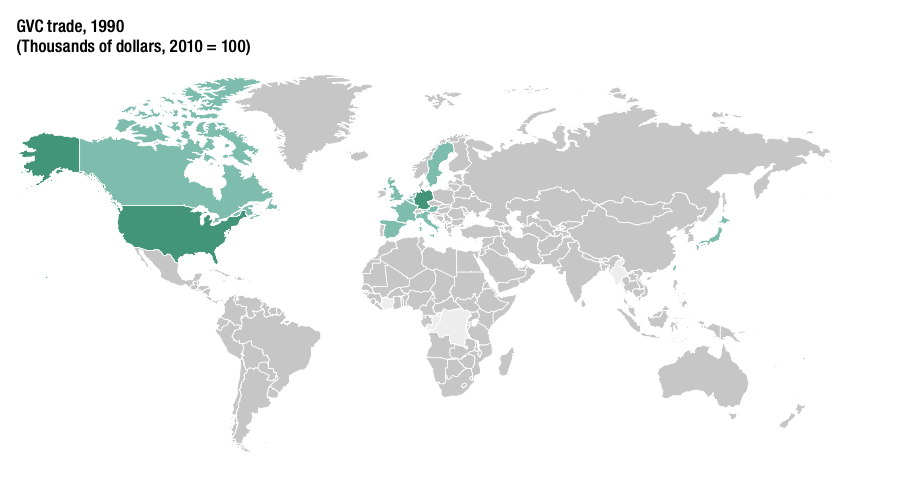 GVC trade, 1990
(Thousands of dollars, 2010 = 100)